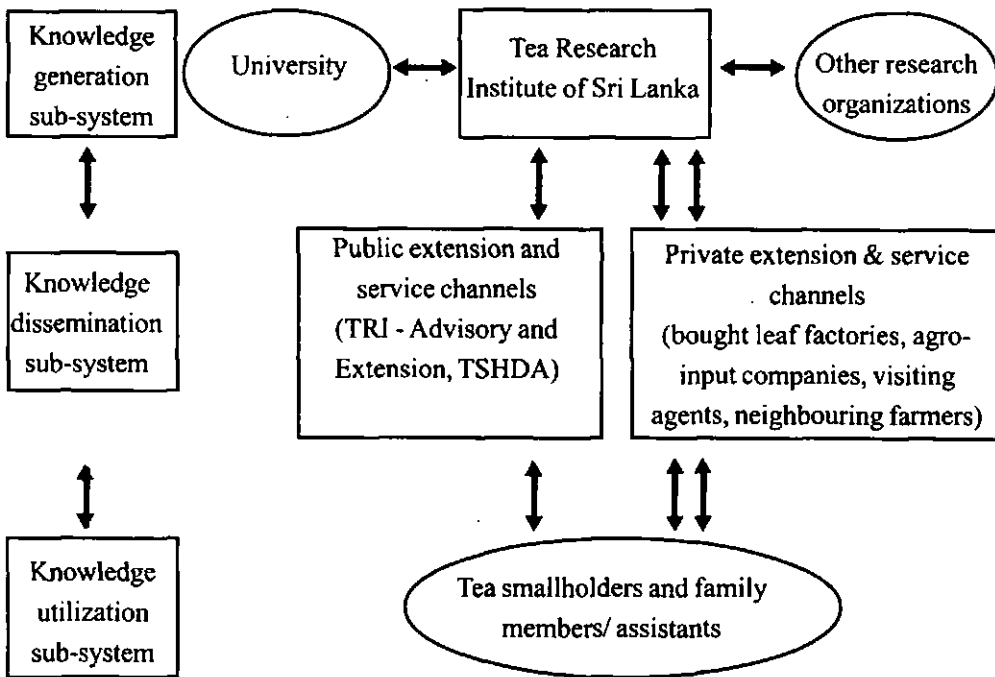 Knowledge
generation
sub-system
University
Tea Research
Institute of Sri Lanka
Other research
organizations
Knowledge
dissemination
sub-system
Public extension and
service channels
(TRI - Advisory and
Extension, TSHDA)
Private extension & service
channels
(bought leaf factories, agro-
input companies, visiting
agents, neighbouring farmers)
Knowledge
utilization
sub-system
Tea smallholders and family
members/ assistants